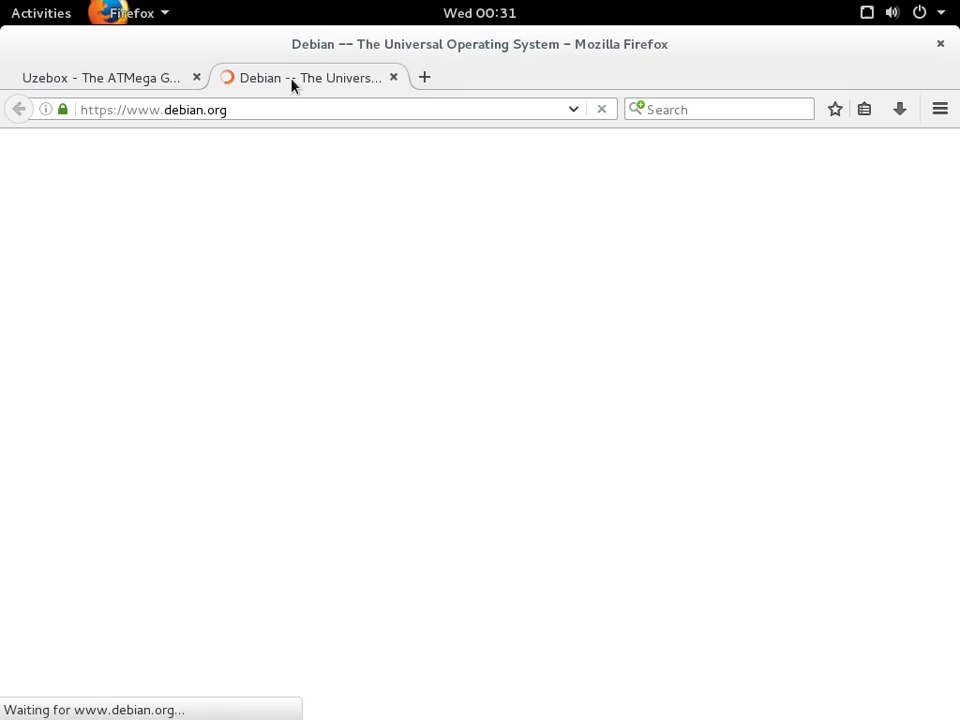 Activities
Firefox
Wed 00:31
Debian -- The Universal Operating System - Mozilla Firefox
Uzebox - The ATMega G...
Debian -- The Univers...
https://www.debian.org
Search
Waiting for www.debian.org...